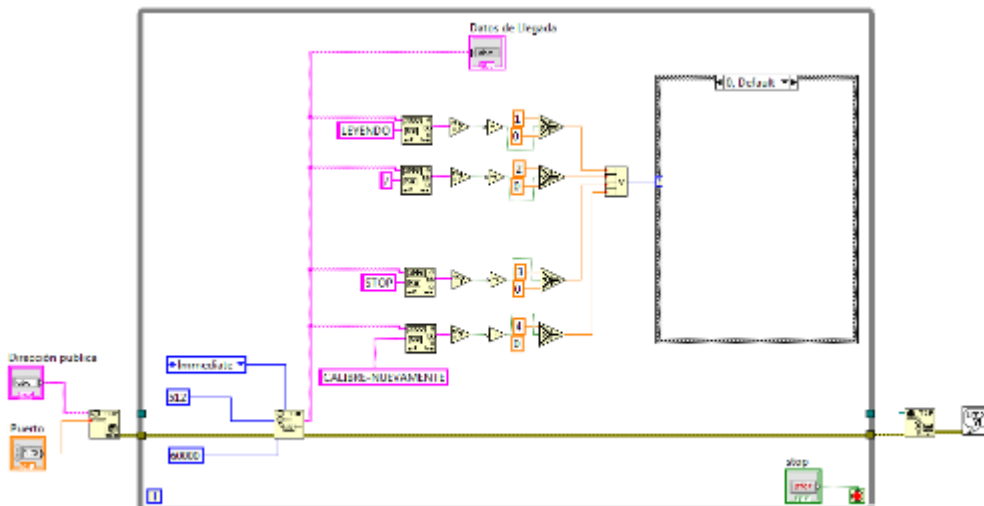 Datos de Llegada
0, Default
LEYENDO
1
0
2
0
STOP
0
4
0
CALIBRE-NUEVAMENTE
Dirección publica
Immediate
512
Puerto
60000
stop
i